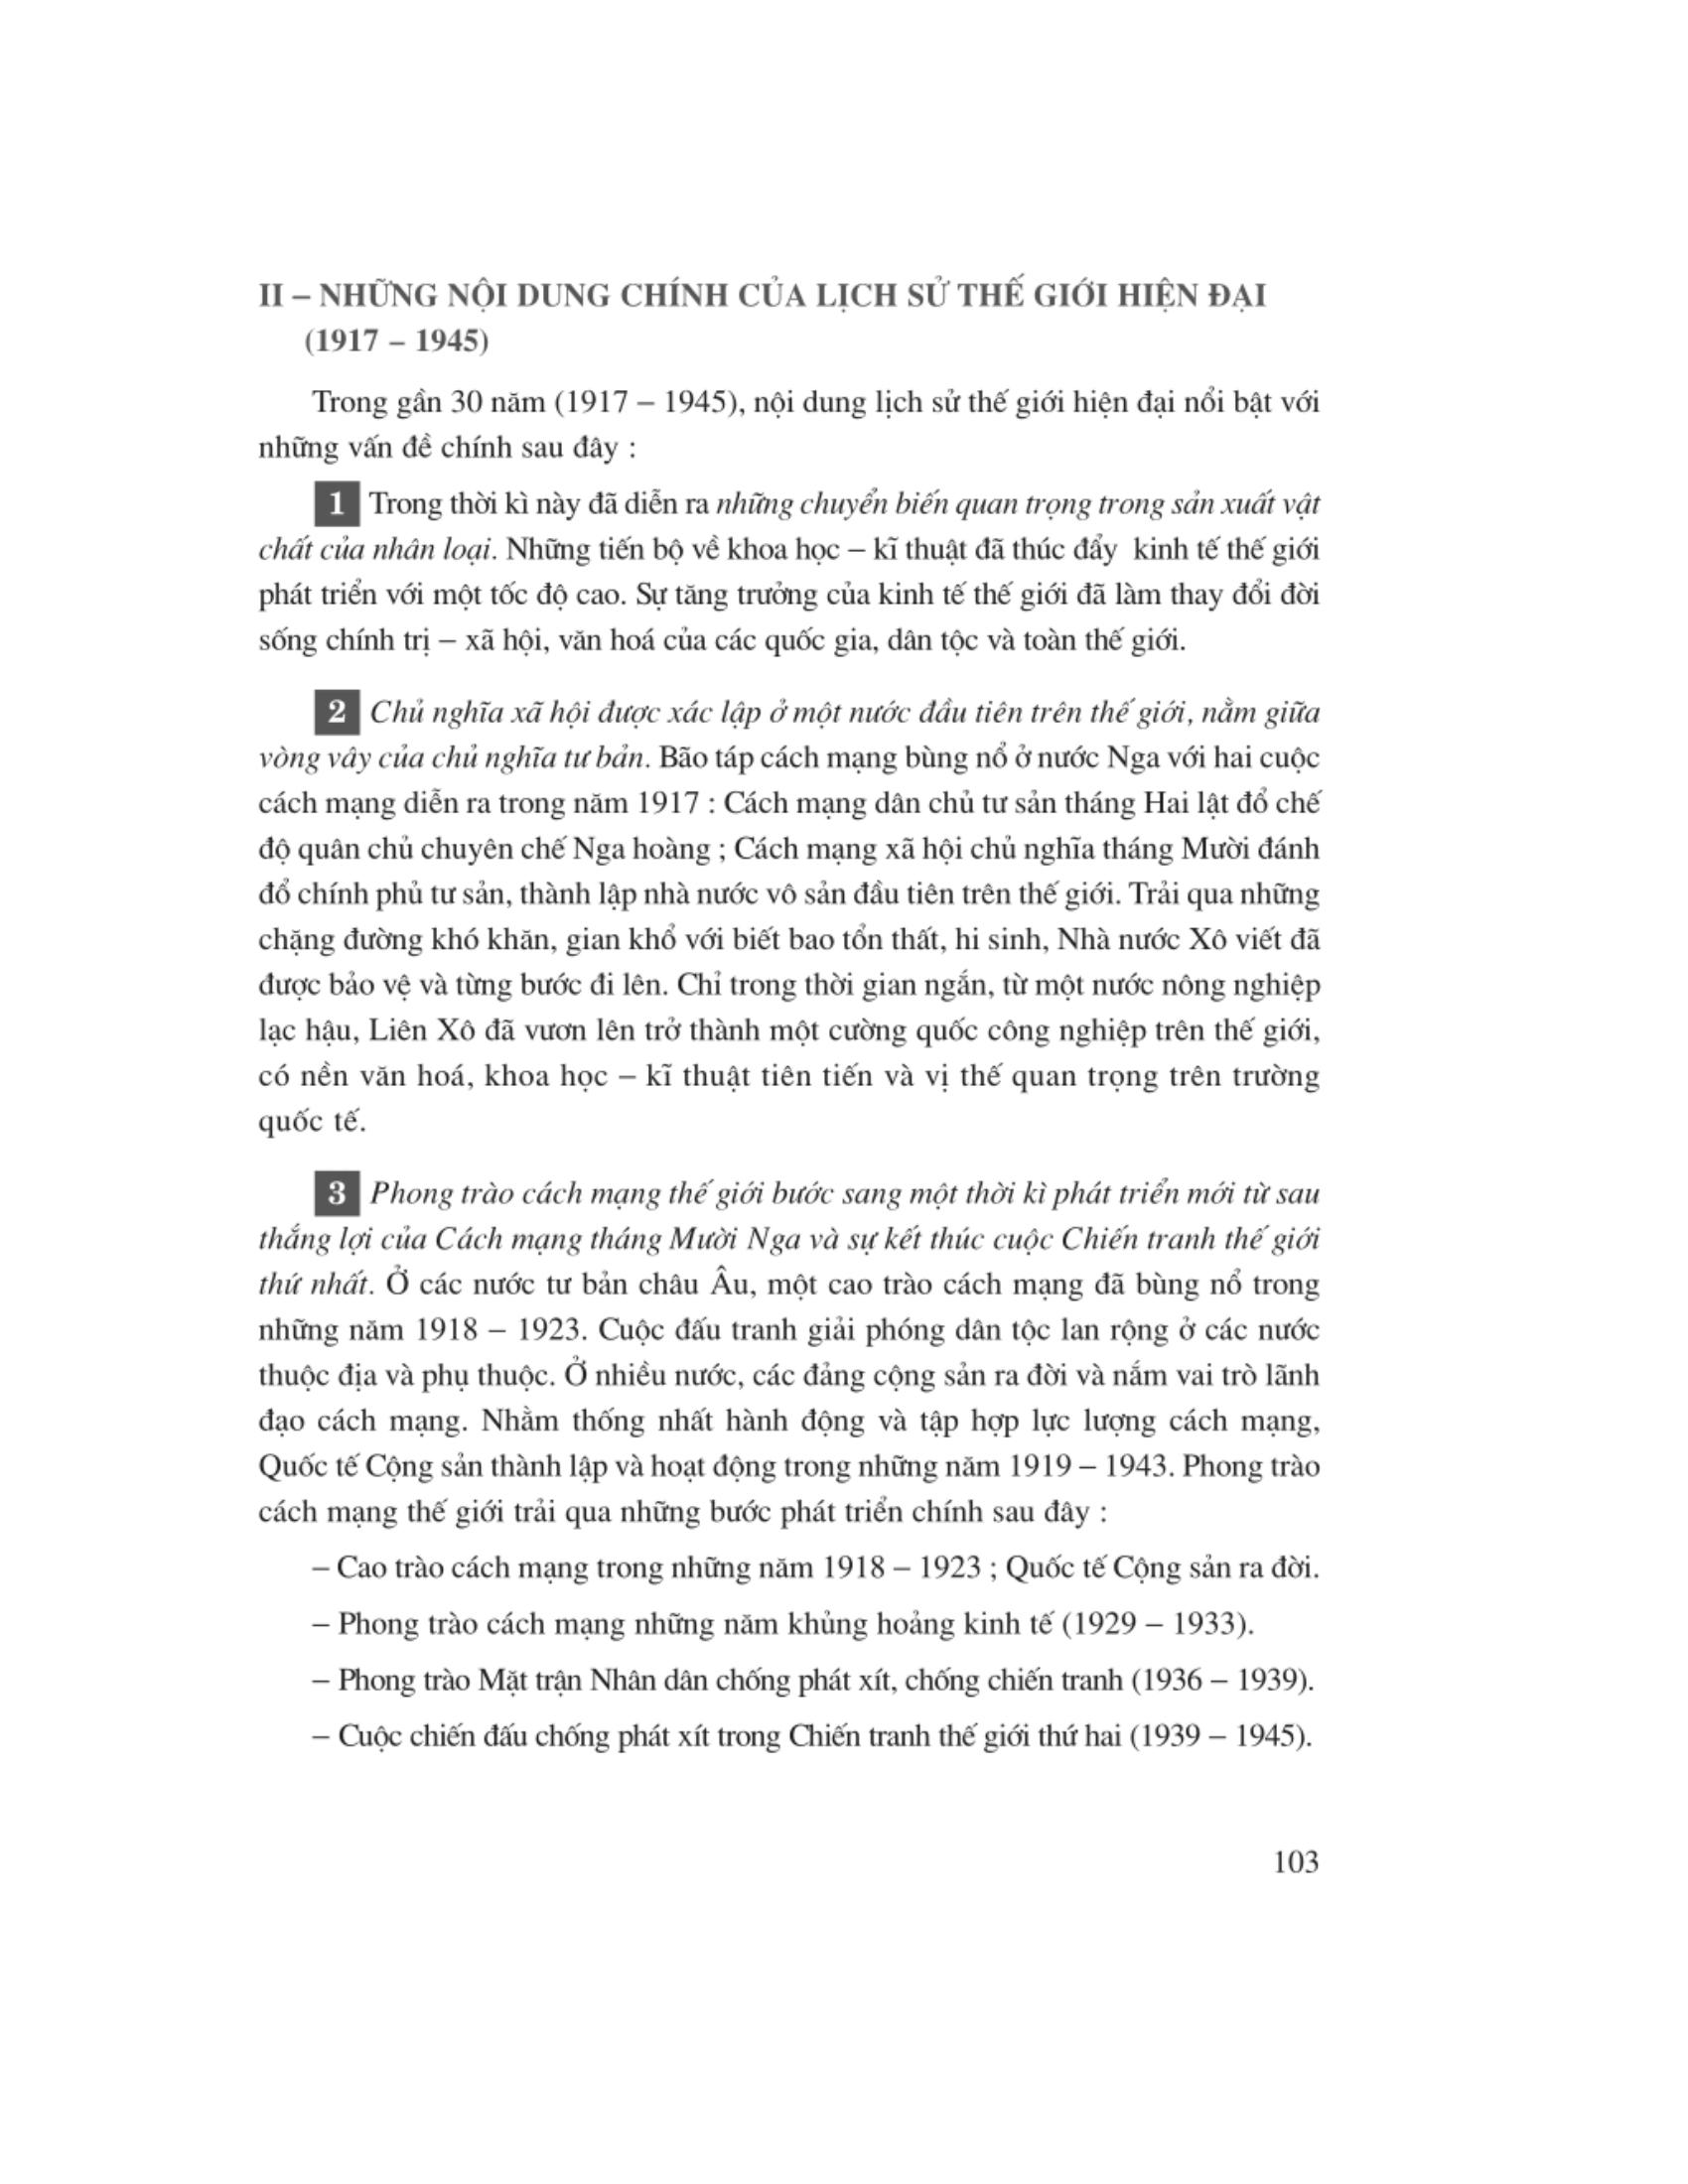 II – NHỮNG NỘI DUNG CHÍNH CỦA LỊCH SỬ THẾ GIỚI HIỆN ĐẠI
(1917 – 1945)
Trong gần 30 năm (1917 – 1945), nội dung lịch sử thế giới hiện đại nổi bật với
những vấn đề chính sau đây :
1 Trong thời kì này đã diễn ra những chuyển biến quan trọng trong sản xuất vật
chất của nhân loại. Những tiến bộ về khoa học – kĩ thuật đã thúc đẩy kinh tế thế giới
phát triển với một tốc độ cao. Sự tăng trưởng của kinh tế thế giới đã làm thay đổi đời
sống chính trị – xã hội, văn hoá của các quốc gia, dân tộc và toàn thế giới.
2 Chủ nghĩa xã hội được xác lập ở một nước đầu tiên trên thế giới, nằm giữa
vòng vây của chủ nghĩa tư bản. Bão táp cách mạng bùng nổ ở nước Nga với hai cuộc
cách mạng diễn ra trong năm 1917 : Cách mạng dân chủ tư sản tháng Hai lật đổ chế
độ quân chủ chuyên chế Nga hoàng ; Cách mạng xã hội chủ nghĩa tháng Mười đánh
đổ chính phủ tư sản, thành lập nhà nước vô sản đầu tiên trên thế giới. Trải qua những
chặng đường khó khăn, gian khổ với biết bao tổn thất, hi sinh, Nhà nước Xô viết đã
được bảo vệ và từng bước đi lên. Chỉ trong thời gian ngắn, từ một nước nông nghiệp
lạc hậu, Liên Xô đã vươn lên trở thành một cường quốc công nghiệp trên thế giới,
có nền văn hoá, khoa học – kĩ thuật tiên tiến và vị thế quan trọng trên trường
quốc tế.
3 Phong trào cách mạng thế giới bước sang một thời kì phát triển mới từ sau
thắng lợi của Cách mạng tháng Mười Nga và sự kết thúc cuộc Chiến tranh thế giới
thứ nhất. Ở các nước tư bản châu Âu, một cao trào cách mạng đã bùng nổ trong
những năm 1918 – 1923. Cuộc đấu tranh giải phóng dân tộc lan rộng ở các nước
thuộc địa và phụ thuộc. Ở nhiều nước, các đảng cộng sản ra đời và nắm vai trò lãnh
đạo cách mạng. Nhằm thống nhất hành động và tập hợp lực lượng cách mạng,
Quốc tế Cộng sản thành lập và hoạt động trong những năm 1919 – 1943. Phong trào
cách mạng thế giới trải qua những bước phát triển chính sau đây :
– Cao trào cách mạng trong những năm 1918 – 1923 ; Quốc tế Cộng sản ra đời.
– Phong trào cách mạng những năm khủng hoảng kinh tế (1929 – 1933).
– Phong trào Mặt trận Nhân dân chống phát xít, chống chiến tranh (1936 – 1939).
– Cuộc chiến đấu chống phát xít trong Chiến tranh thế giới thứ hai (1939 – 1945).
103